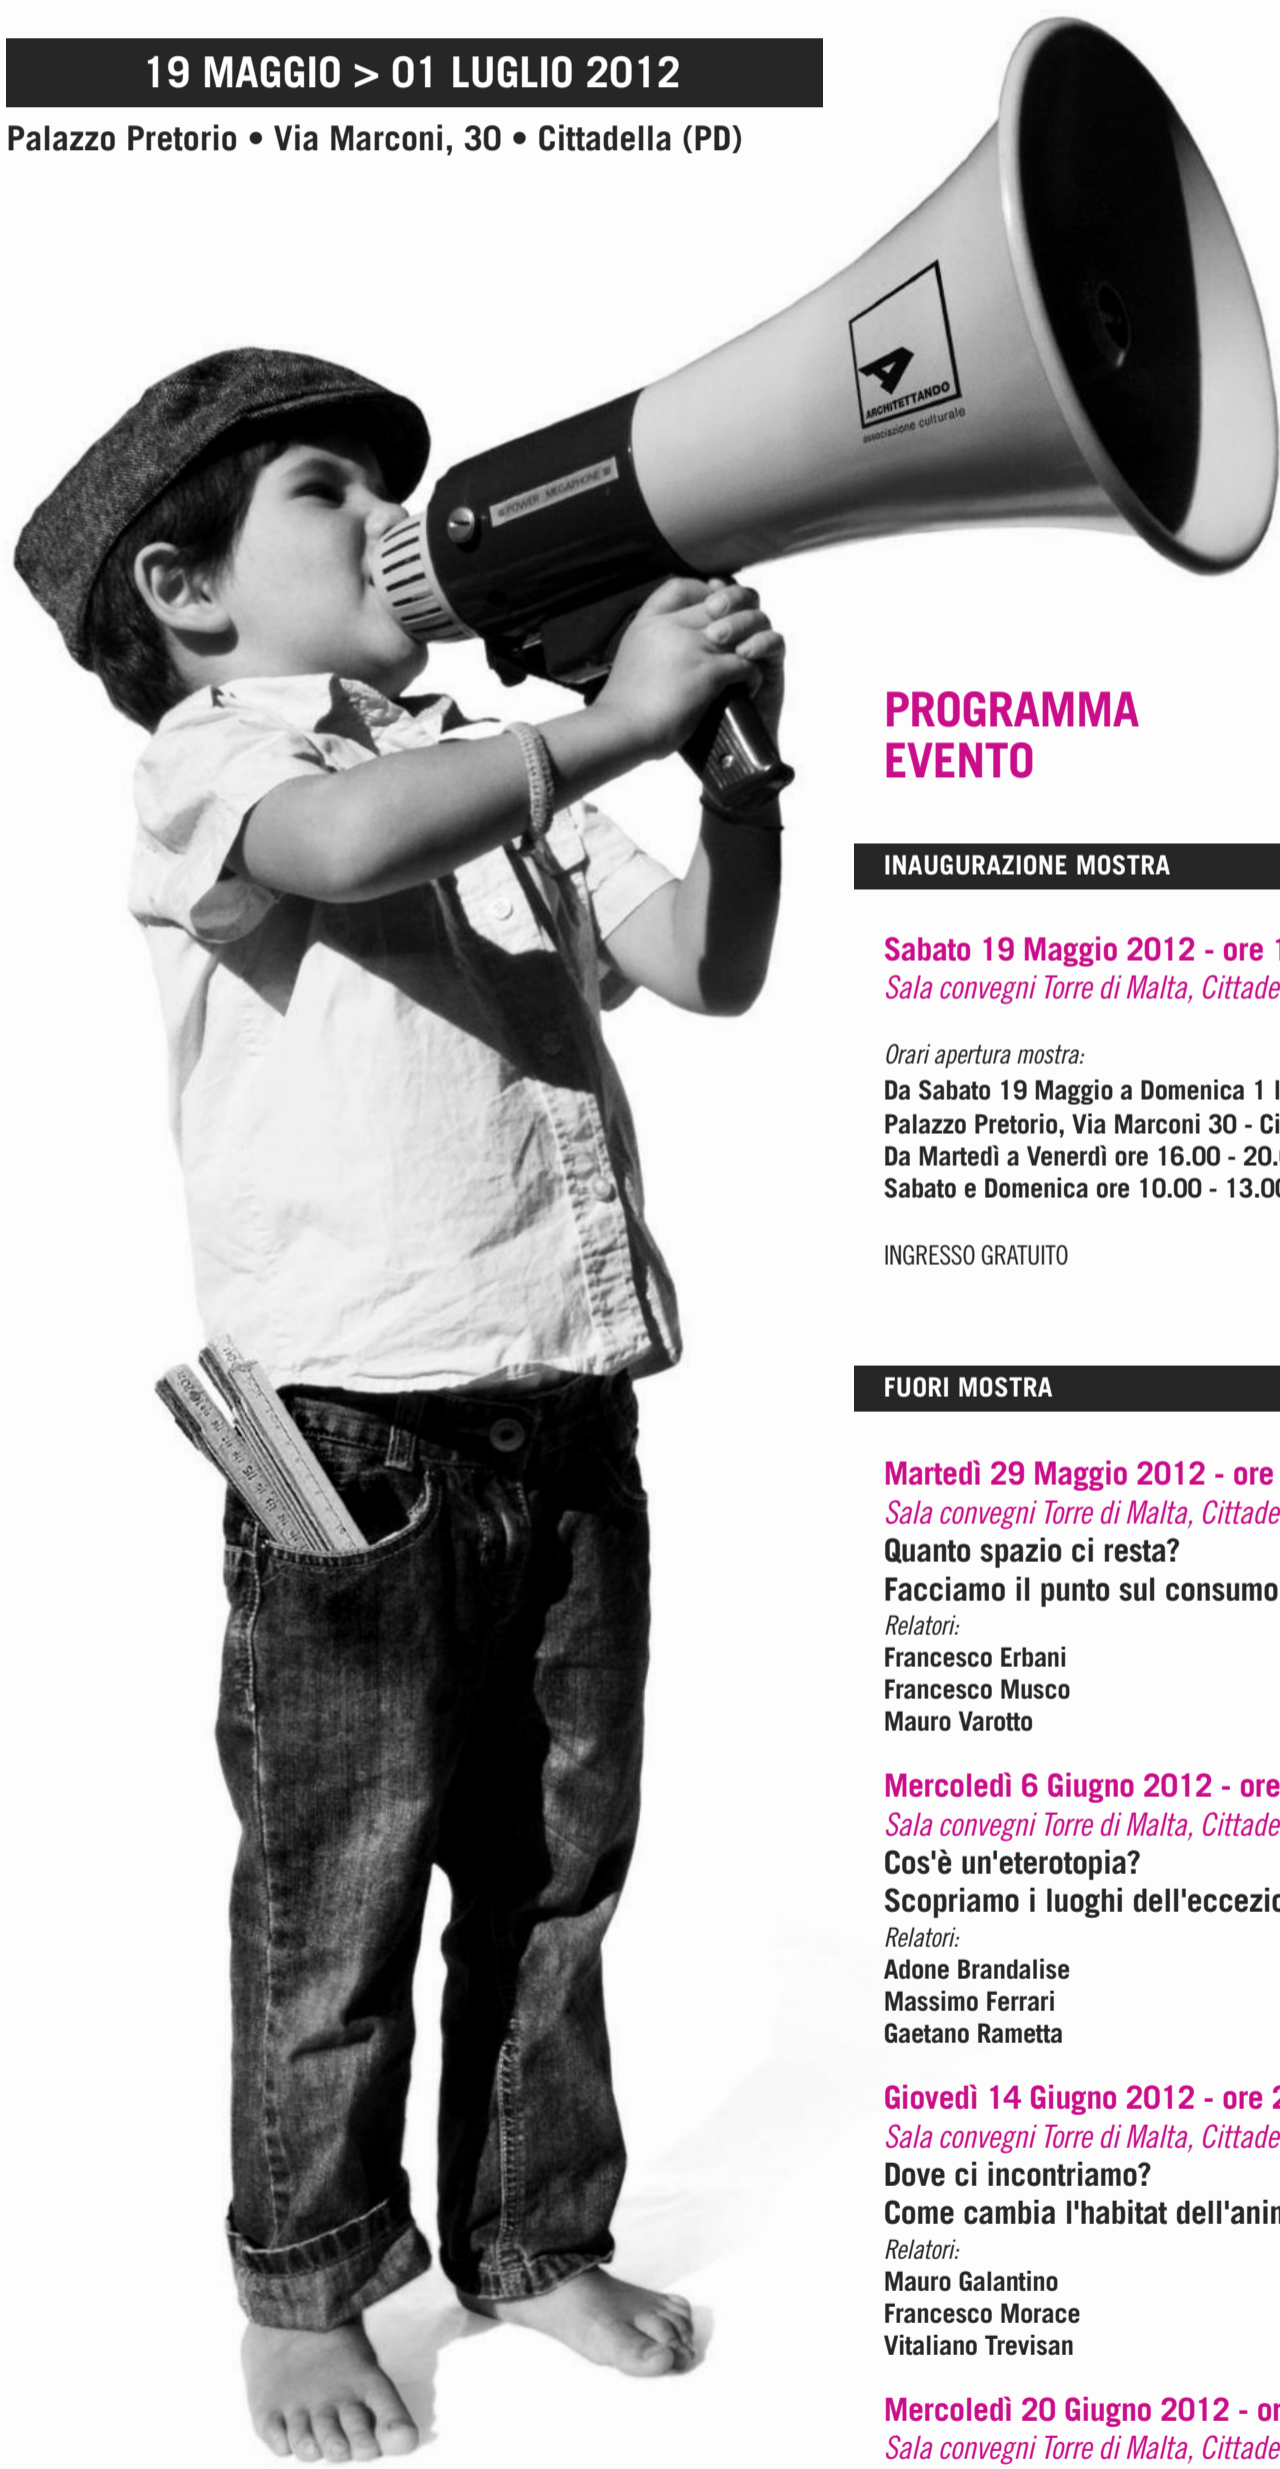 19 MAGGIO > 01 LUGLIO 2012
Palazzo Pretorio • Via Marconi, 30 • Cittadella (PD)
A
ARCHITETTANDO
associazione culturale
POWER MEGAPHONE
PROGRAMMA
EVENTO
INAUGURAZIONE MOSTRA
Sabato 19 Maggio 2012 - ore
Sala convegni Torre di Malta,
Orari apertura mostra:
Da Sabato 19 Maggio a Domenica 1
Palazzo Pretorio, Via Marconi 30 -
Da Martedì a Venerdì ore 16.00 -
Sabato e Domenica ore 10.00 -
INGRESSO GRATUITO
FUORI MOSTRA
Martedì 29 Maggio 2012 - ore
Sala convegni Torre di Malta,
Quanto spazio ci resta?
Facciamo il punto sul consumo
Relatori:
Francesco Erbani
Francesco Musco
Mauro Varotto
Mercoledì 6 Giugno 2012 - ore
Sala convegni Torre di Malta,
Cos'è un'eterotopia?
Scopriamo i luoghi
Relatori:
Adone Brandalise
Massimo Ferrari
Gaetano Rametta
Giovedì 14 Giugno 2012 - ore
Sala convegni Torre di Malta,
Dove ci incontriamo?
Come cambia l'habitat
Relatori:
Mauro Galantino
Francesco Morace
Vitaliano Trevisan
Mercoledì 20 Giugno 2012 -
Sala convegni Torre di Malta,